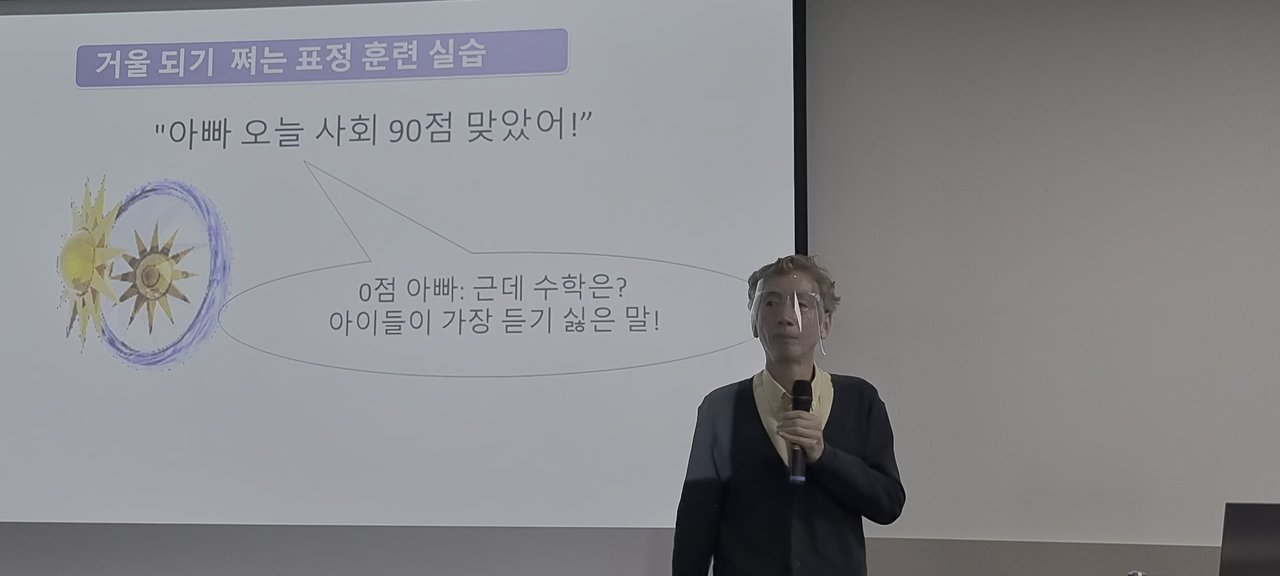 거울 되기 쩌는 표정 훈련 실습
"아빠 오늘 사회 90점 맞았어!”
0점 아빠: 근데 수학은?
아이들이 가장 듣기 싫은 말!